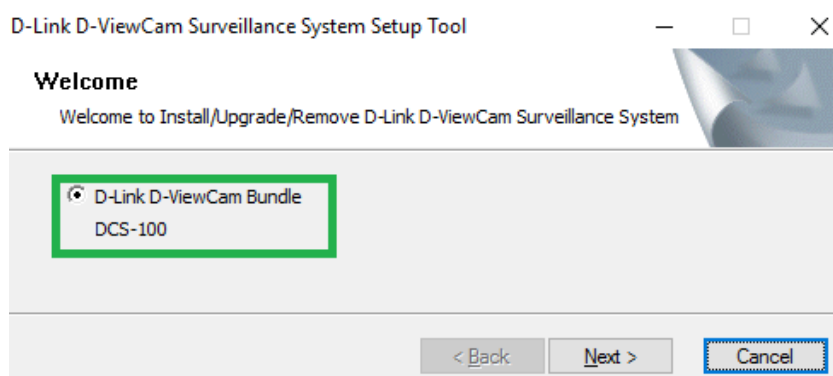 D-Link D-ViewCam Surveillance System Setup Tool
Welcome
Welcome to Install/Upgrade/Remove D-Link D-ViewCam Surveillance System
D-Link D-ViewCam Bundle
DCS-100
< Back
Next >
Cancel